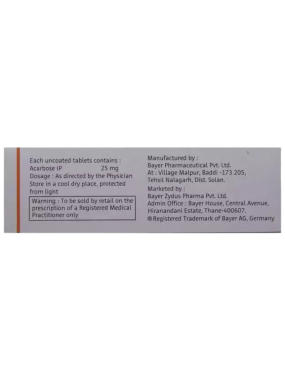 Each uncoated tablets contains :
Acarbose IP 25 mg
Dosage : As directed by the Physician
Store in a cool dry place, protected
from light
Warning : To be sold by retail on the
prescription of a Registered Medical
Practitioner only
Manufactured by :
Bayer Pharmaceutical Pvt. Ltd.
At : Village Malpur, Baddi -173 205,
Tehsil Nalagarh, Dist. Solan.
Marketed by :
Bayer Zydus Pharma Pvt. Ltd.
Admin Office : Bayer House, Central Avenue,
Hiranandani Estate, Thane-400607.
®Registered Trademark of Bayer AG, Germany